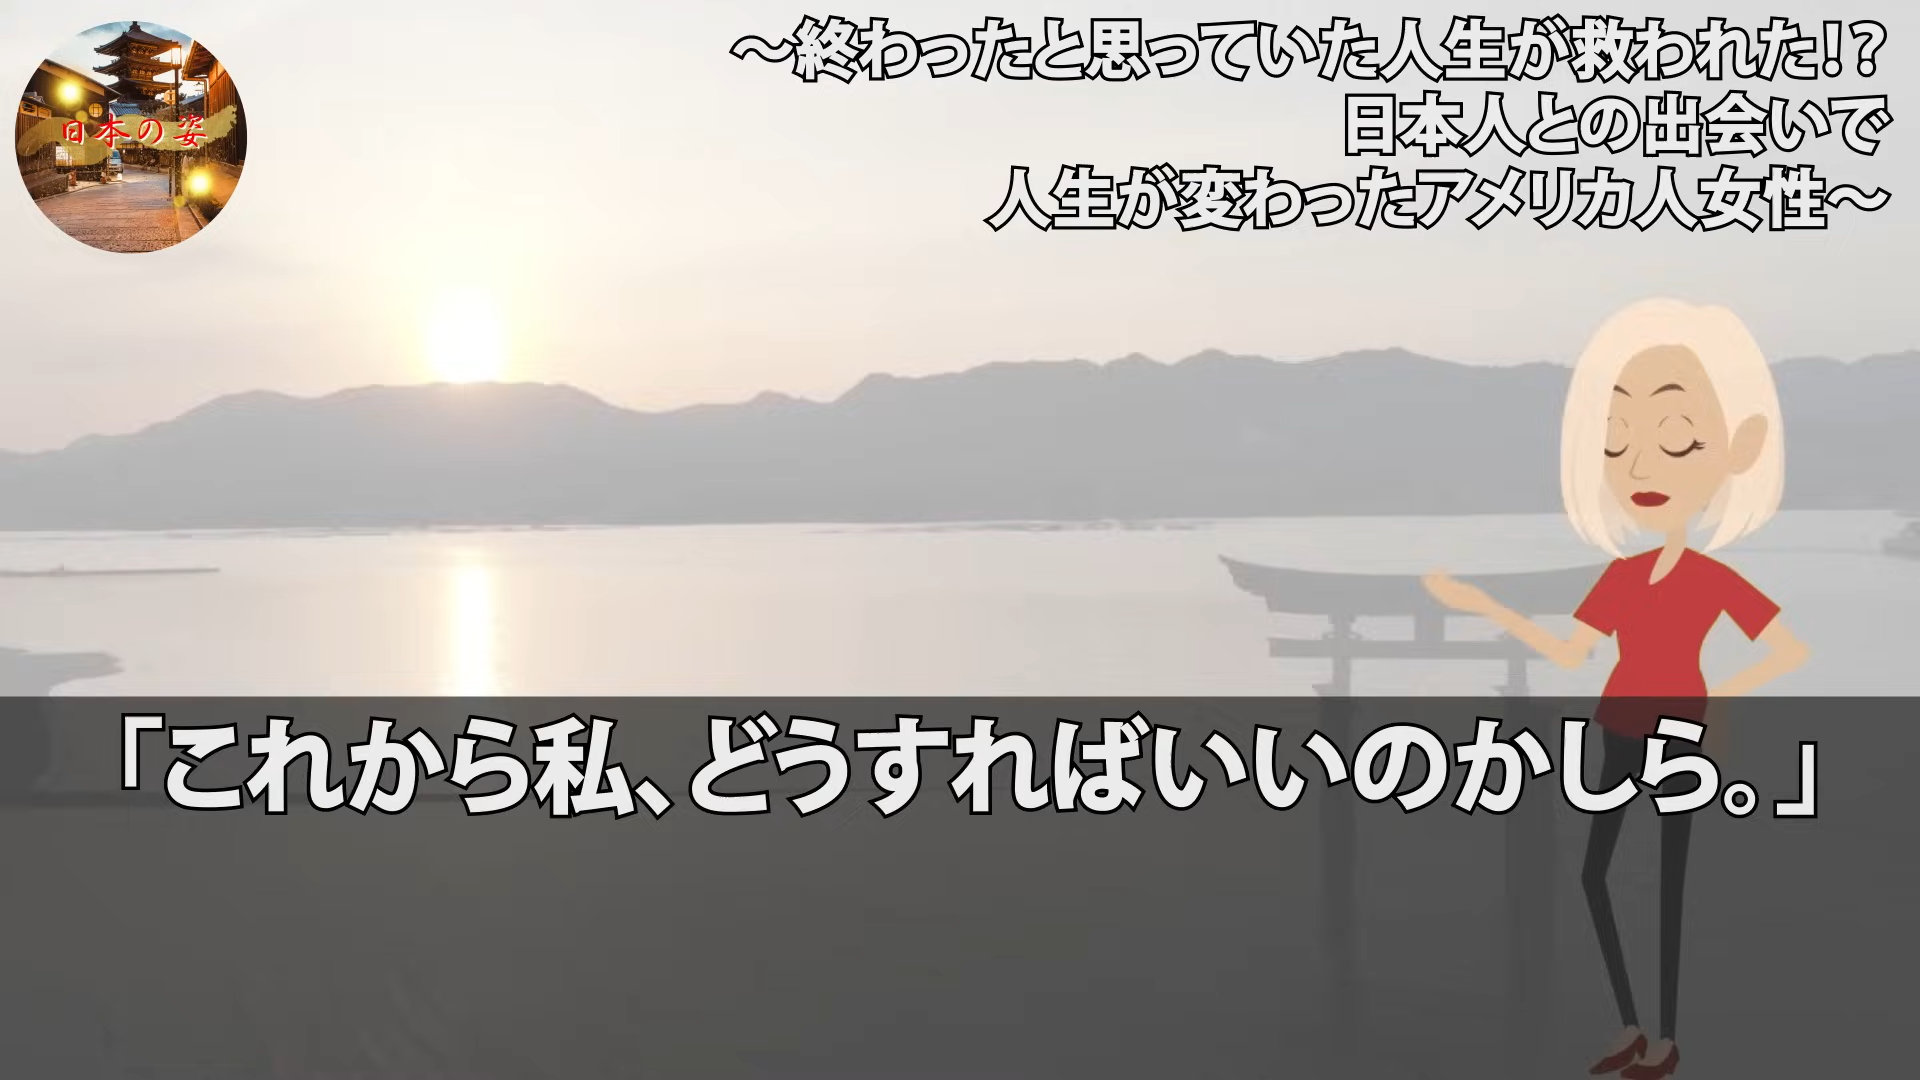 日本の姿
～終わったと思っていた人生が救われた!?
日本人との出会いで
人生が変わったアメリカ人女性～
「これから私、どうすればいいのかしら。」